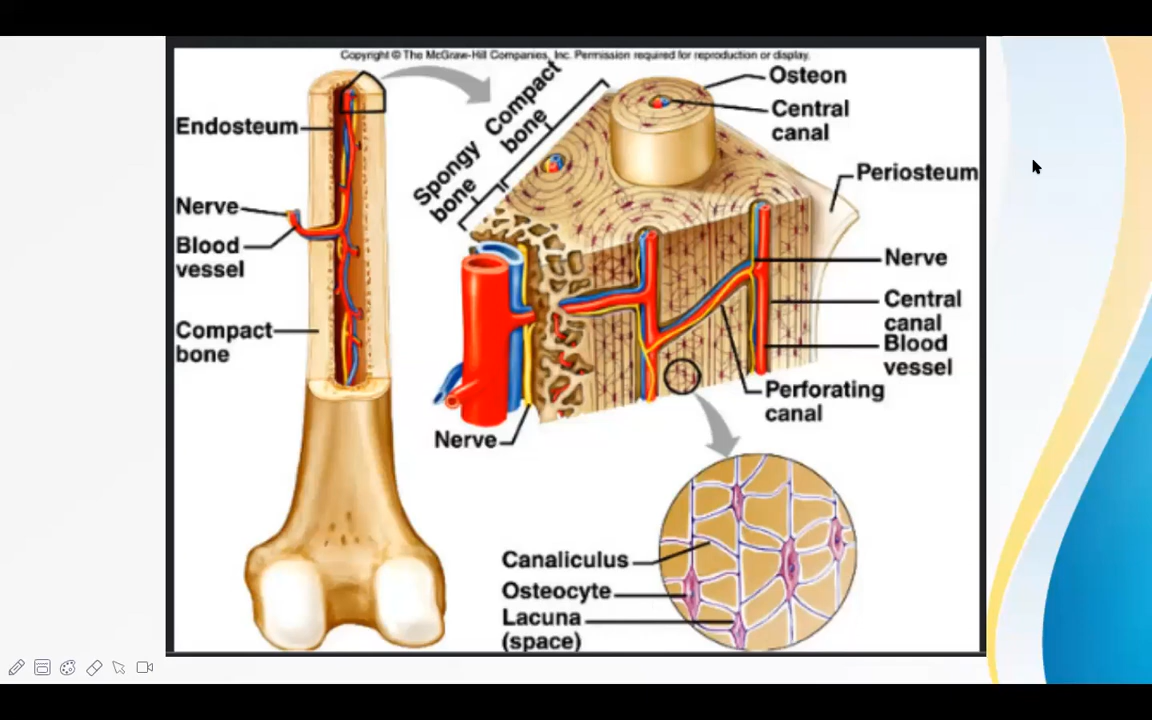 Copyright © The McGraw-Hill Companies, Inc. Permission required for reproduction or display.
Endosteum
Nerve
Blood
vessel
Compact
bone
Spongy
bone
Compact
bone
Osteon
Central
canal
Periosteum
Nerve
Central
canal
Blood
vessel
Perforating
canal
Nerve
Canaliculus
Osteocyte
Lacuna
(space)